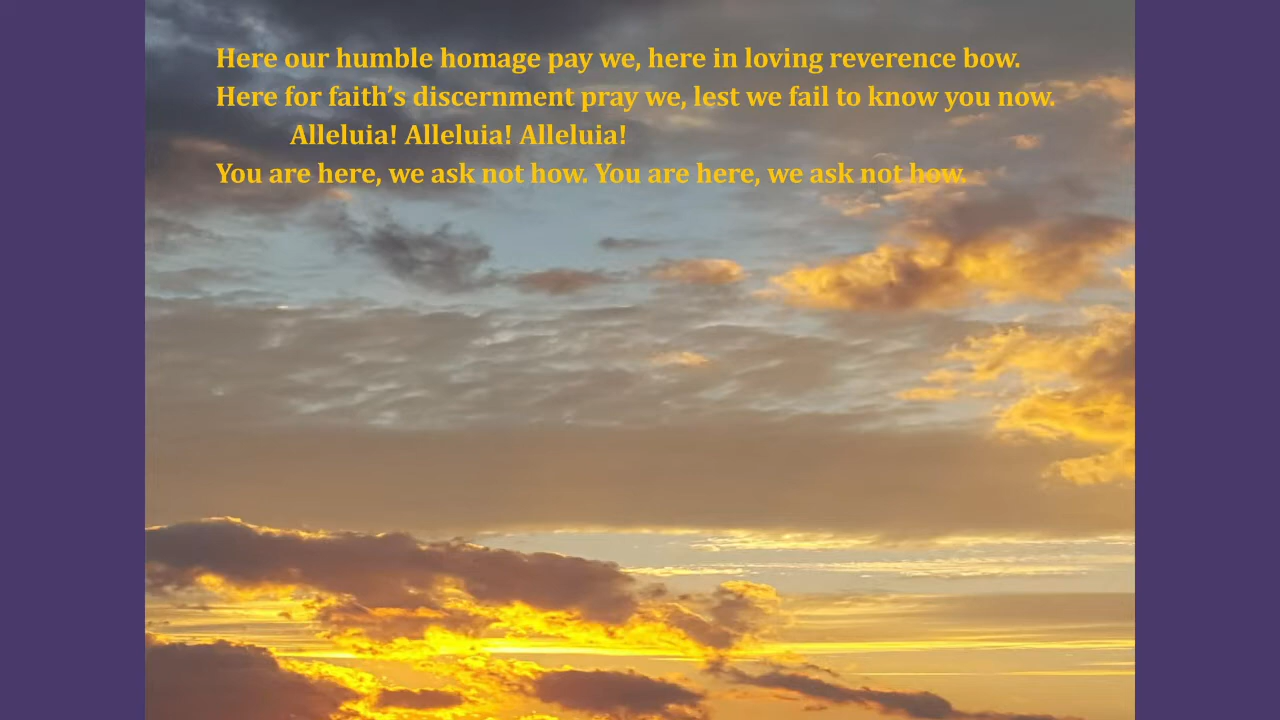 Here our humble homage pay we, here in loving reverence bow.
Here for faith’s discernment pray we, lest we fail to know you now.
Alleluia! Alleluia! Alleluia!
You are here, we ask not how. You are here, we ask not how.